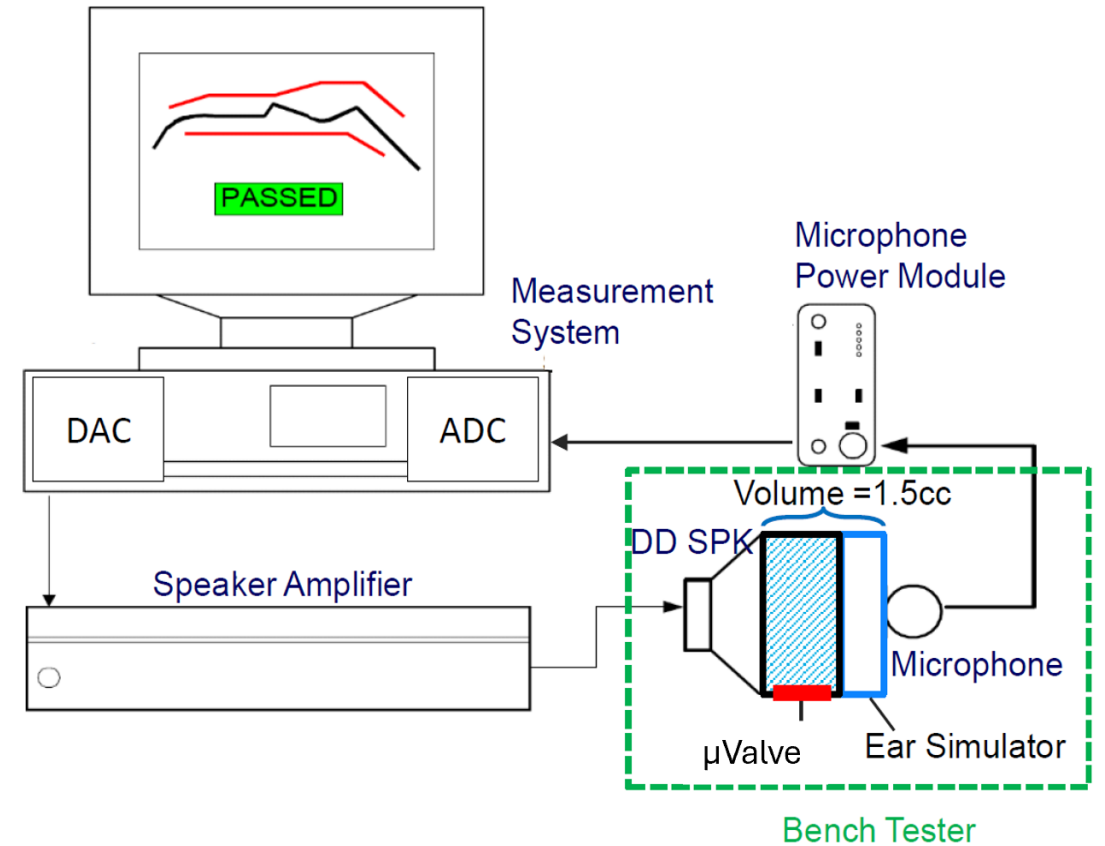 PASSED
Microphone
Power Module
Measurement
System
DAC
ADC
Volume =1.5cc
DD SPK
Speaker Amplifier
Microphone
µValve
Ear Simulator
Bench Tester